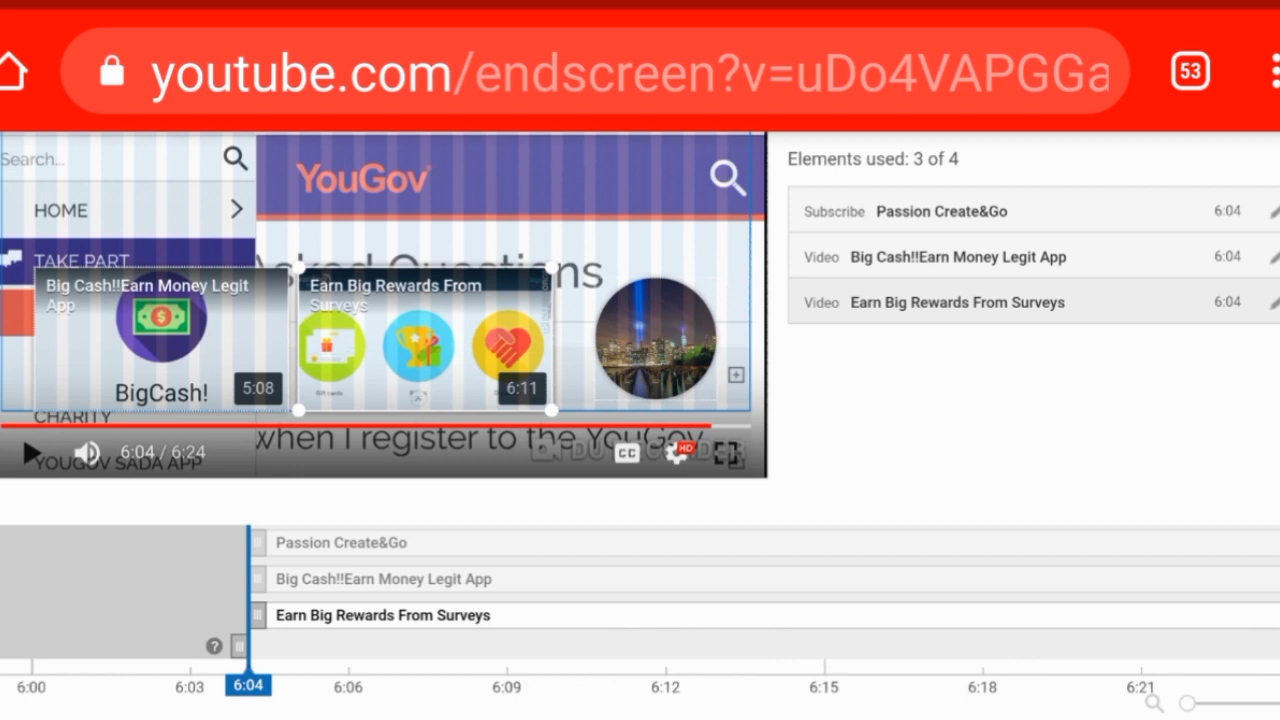 youtube.com/endscreen?v=uDo4VAPGGa
53
Search...
YouGov
HOME
TAKE PART
Asked Questions
Big Cash!!Earn Money Legit
App
Earn Big Rewards From
Surveys
BigCash!
5:08
6:11
CHARITY
when I register to the YouGov
6:04 / 6:24
CC
HD
YOUGOV SADA APP
Elements used: 3 of 4
Subscribe Passion Create&Go 6:04
Video Big Cash!!Earn Money Legit App 6:04
Video Earn Big Rewards From Surveys 6:04
Passion Create&Go
Big Cash!!Earn Money Legit App
Earn Big Rewards From Surveys
?
6:00 6:03 6:04 6:06 6:09 6:12 6:15 6:18 6:21